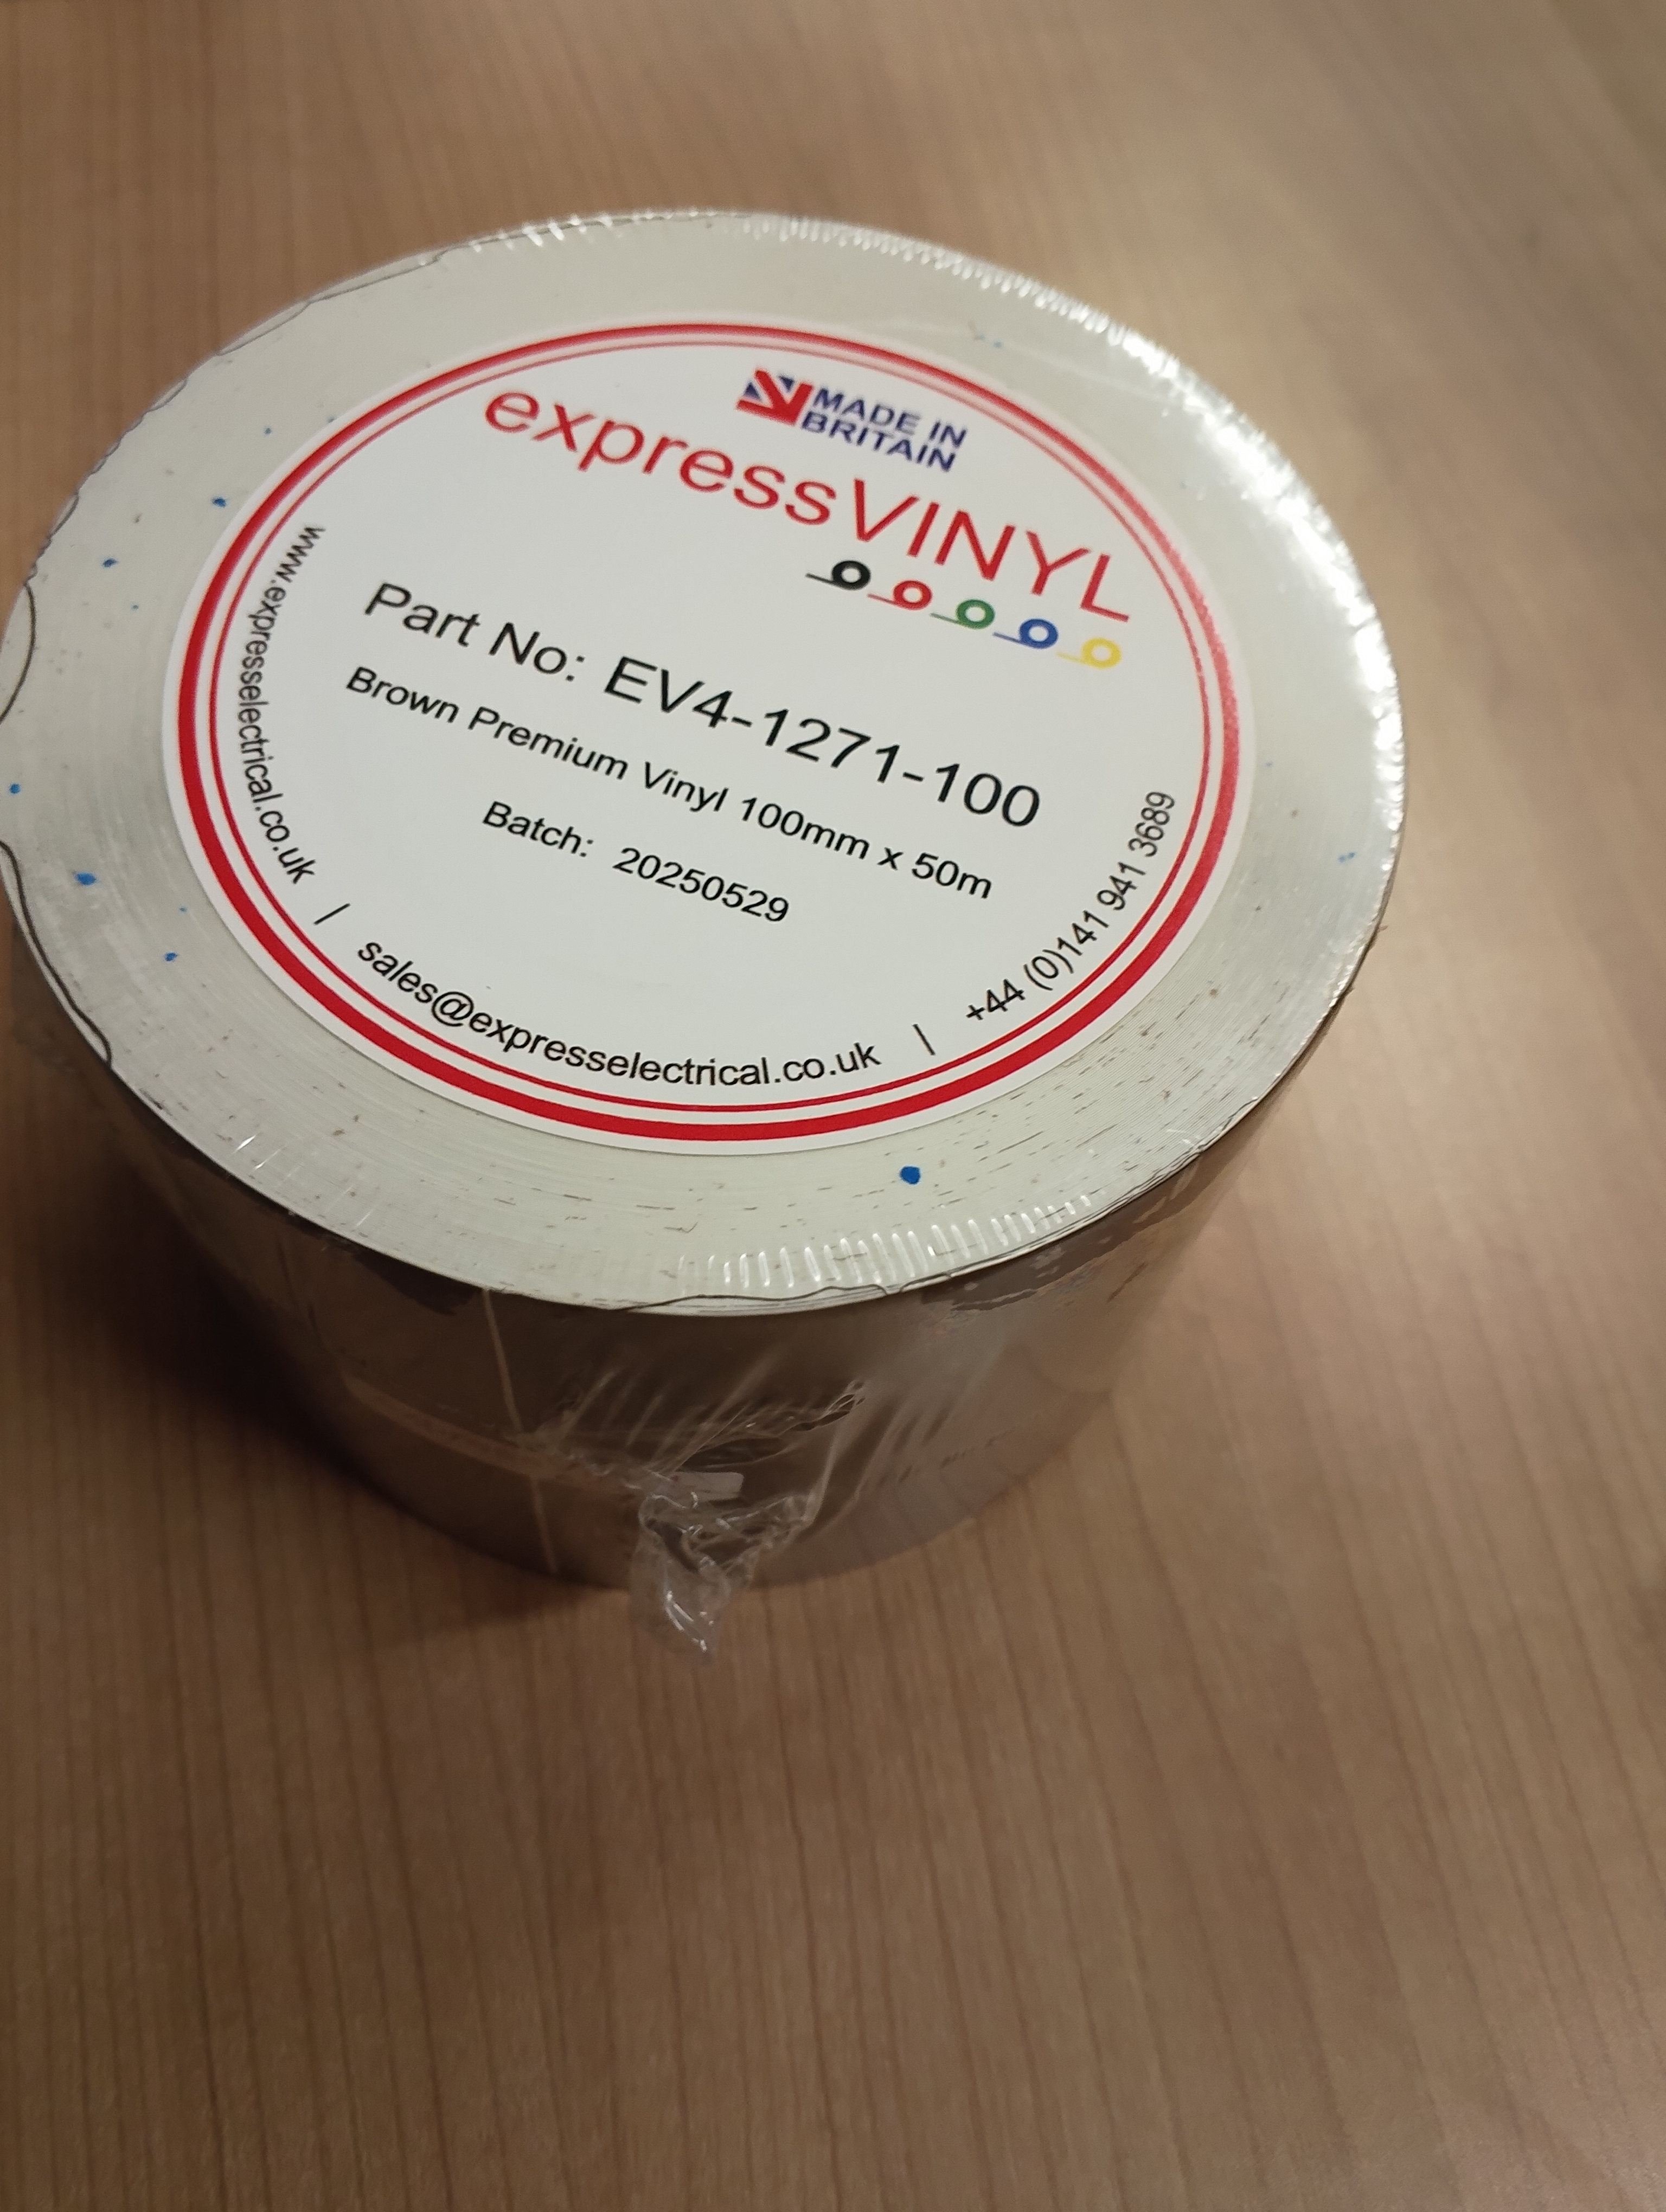 MADE IN
BRITAIN
expressVINYL
Part No: EV4-1271-100
Brown Premium Vinyl 100mm x 50m
Batch: 20250529
www.expresselectrical.co.uk / sales@expresselectrical.co.uk | +44 (0)141 941 3689